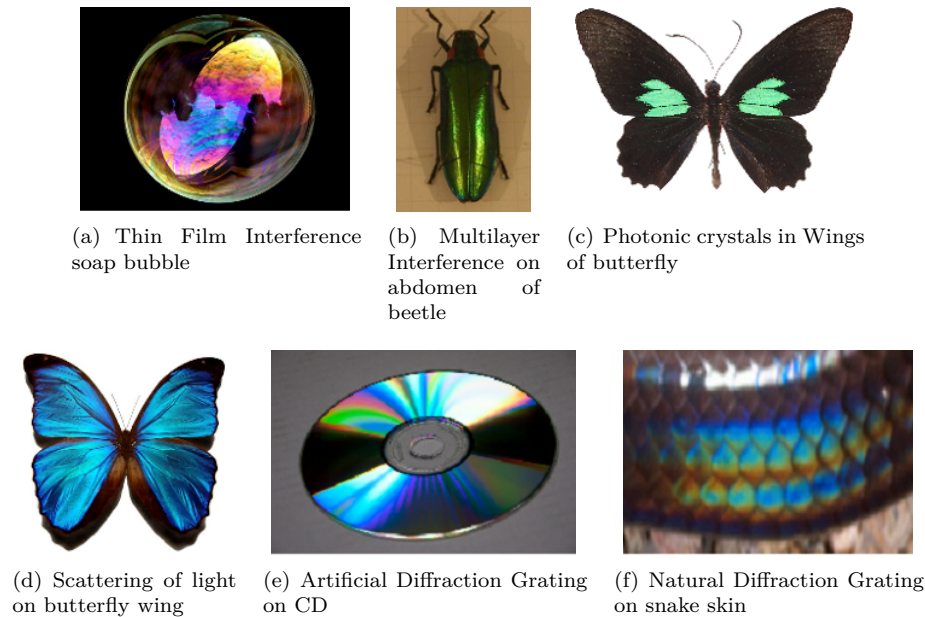 (a) Thin Film Interference
soap bubble
(b) Multilayer
Interference on
abdomen of
beetle
(c) Photonic crystals in Wings
of butterfly
(d) Scattering of light
on butterfly wing
(e) Artificial Diffraction Grating
on CD
(f) Natural Diffraction Grating
on snake skin